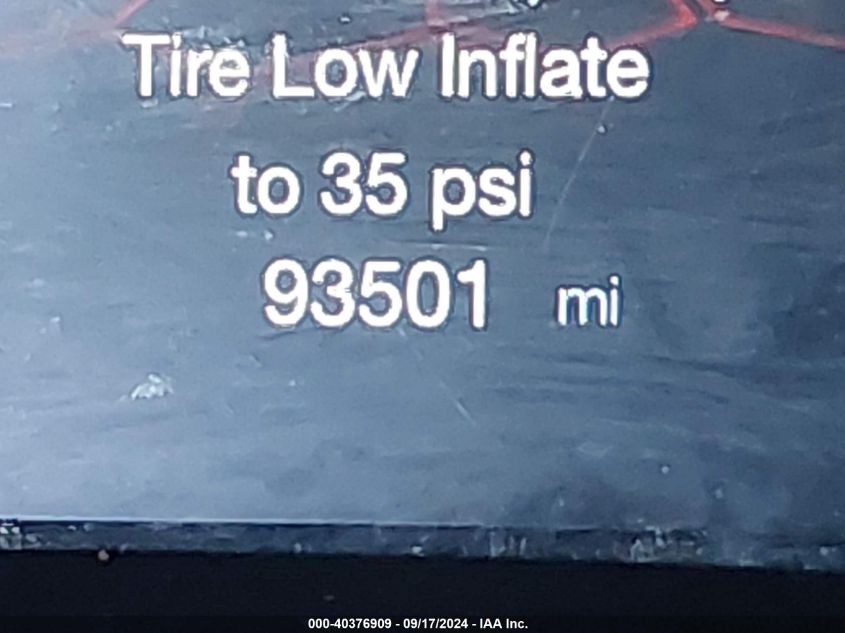 Tire Low Inflate
to 35 psi
93501 mi
000-40376909 - 09/17/2024 - IAA Inc.